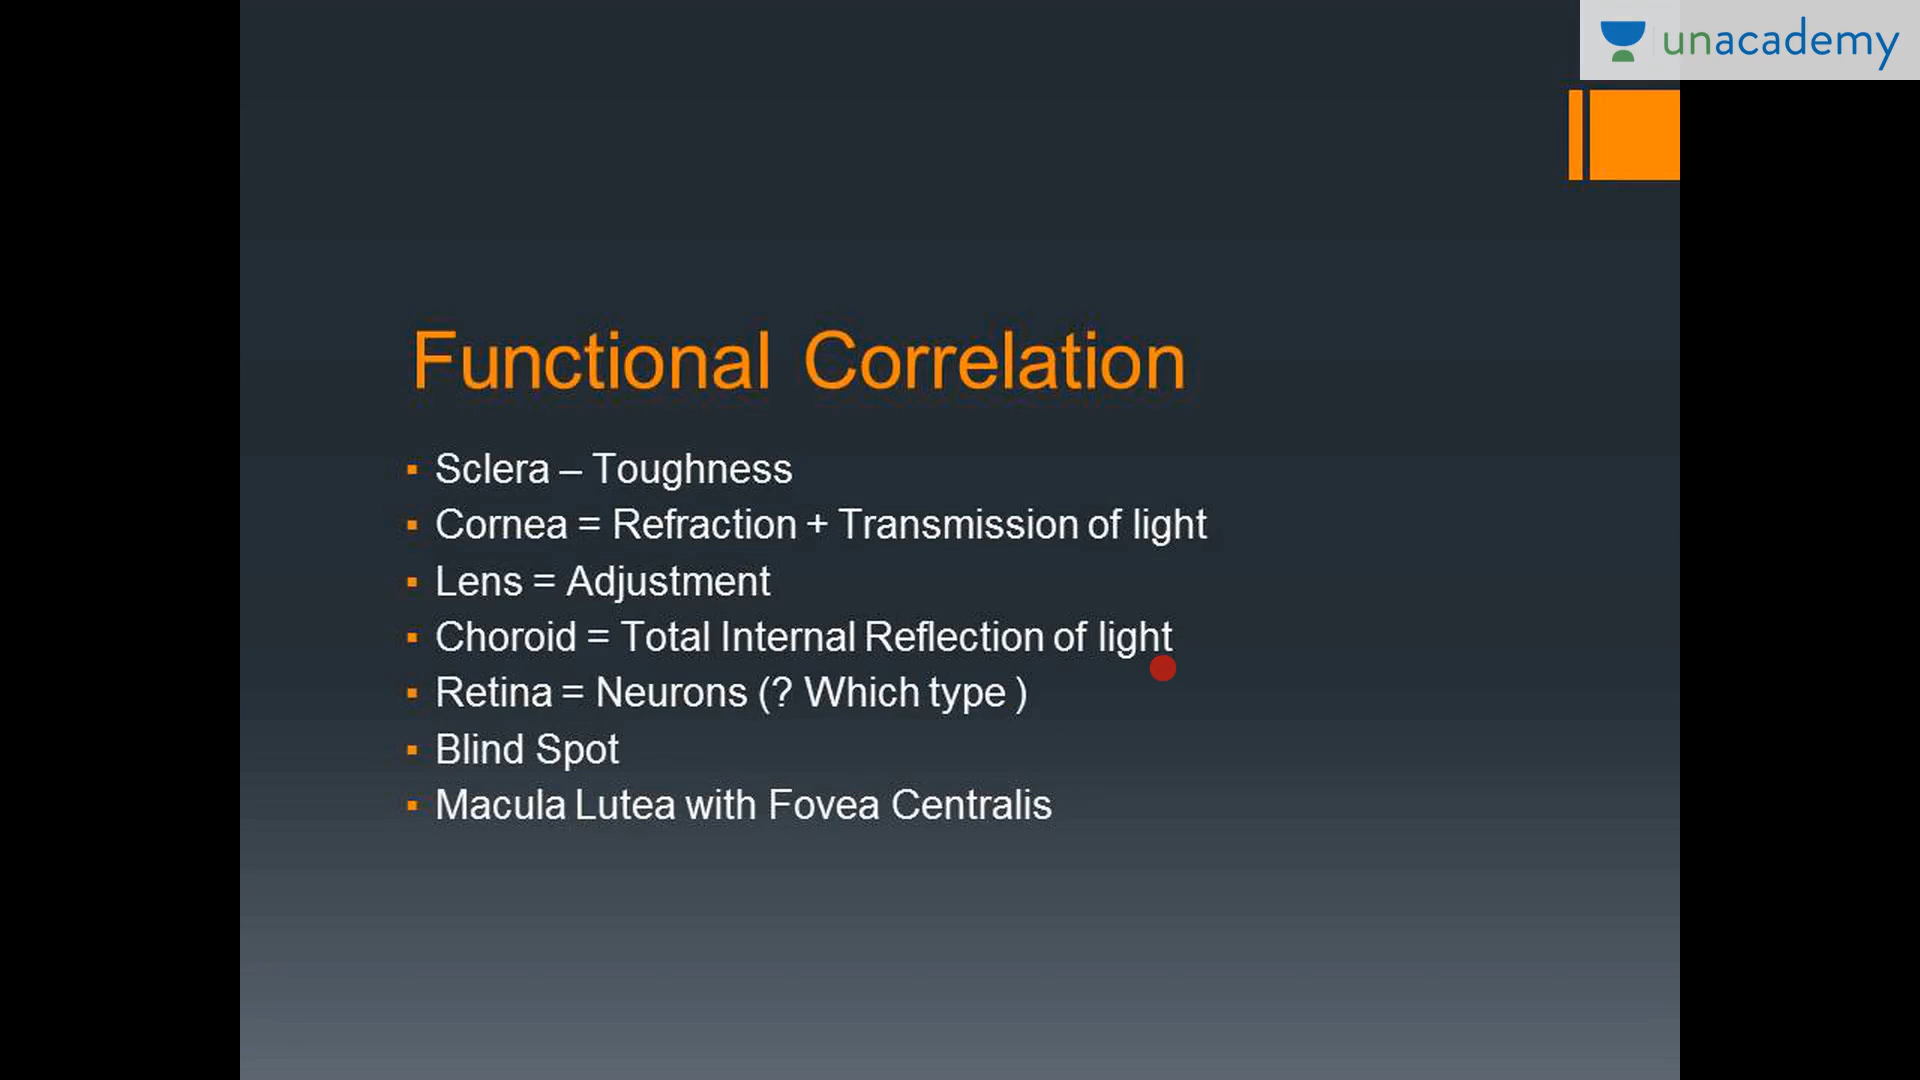 unacademy
Functional Correlation
▪ Sclera – Toughness
▪ Cornea = Refraction + Transmission of light
▪ Lens = Adjustment
▪ Choroid = Total Internal Reflection of light
▪ Retina = Neurons (? Which type )
▪ Blind Spot
▪ Macula Lutea with Fovea Centralis